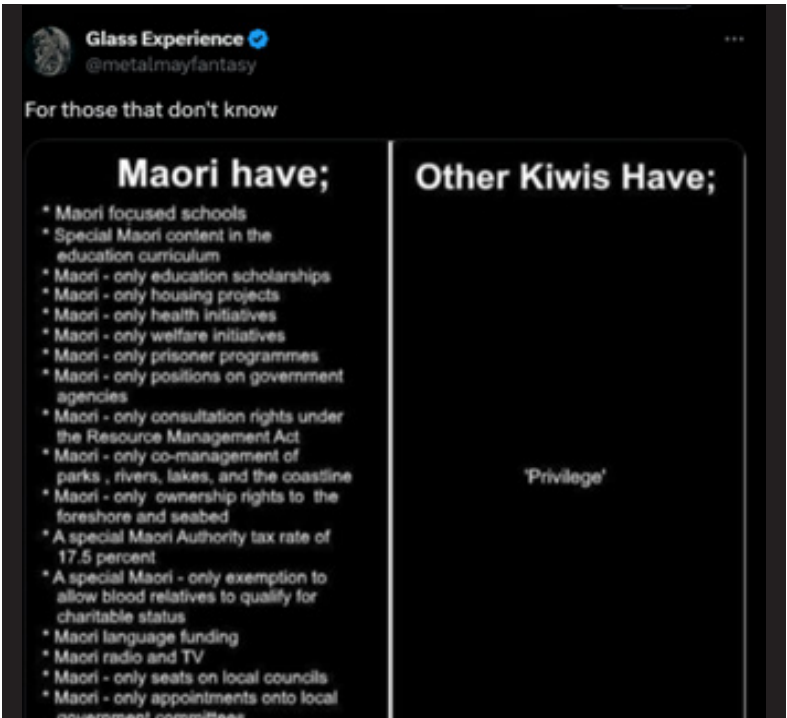 Glass Experience
@metalmayfantasy
For those that don't know
Maori have;
* Maori focused schools
* Special Maori content in the
education curriculum
* Maori - only education scholarships
* Maori - only housing projects
* Maori - only health initiatives
* Maori - only welfare initiatives
* Maori - only prisoner programmes
* Maori - only positions on government
agencies
* Maori - only consultation rights under
the Resource Management Act
* Maori - only co-management of
parks , rivers, lakes, and the coastline
* Maori - only ownership rights to the
foreshore and seabed
* A special Maori Authority tax rate of
17.5 percent
* A special Maori - only exemption to
allow blood relatives to qualify for
charitable status
* Maori language funding
* Maori radio and TV
* Maori - only seats on local councils
* Maori - only appointments onto local
government committees
Other Kiwis Have;
'Privilege'